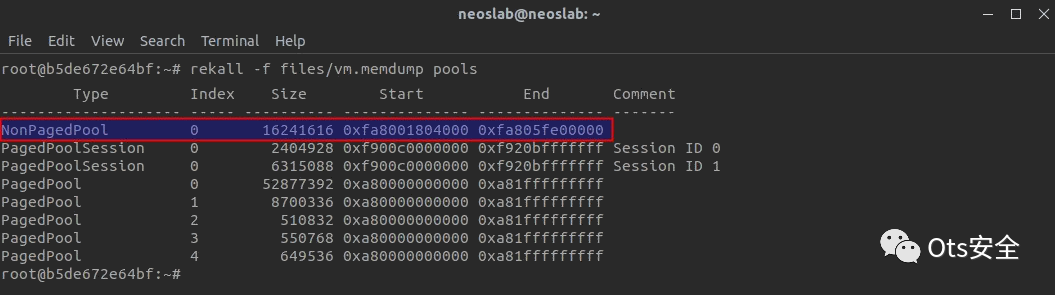 neoslab@neoslab: ~
File Edit View Search Terminal Help
root@b5de672e64bf:~# rekall -f files/vm.memdump pools
Type Index Size Start End Comment
-------------------- ----- ---------- -------------- -------------- -------
NonPagedPool 0 16241616 0xfa8001804000 0xfa805fe00000
PagedPoolSession 0 2404928 0xf900c0000000 0xf920bfffffff Session ID 0
PagedPoolSession 0 6315088 0xf900c0000000 0xf920bfffffff Session ID 1
PagedPool 0 52877392 0xa80000000000 0xa81fffffffff
PagedPool 1 8700336 0xa80000000000 0xa81fffffffff
PagedPool 2 510832 0xa80000000000 0xa81fffffffff
PagedPool 3 550768 0xa80000000000 0xa81fffffffff
PagedPool 4 649536 0xa80000000000 0xa81fffffffff
root@b5de672e64bf:~#
Ots安全